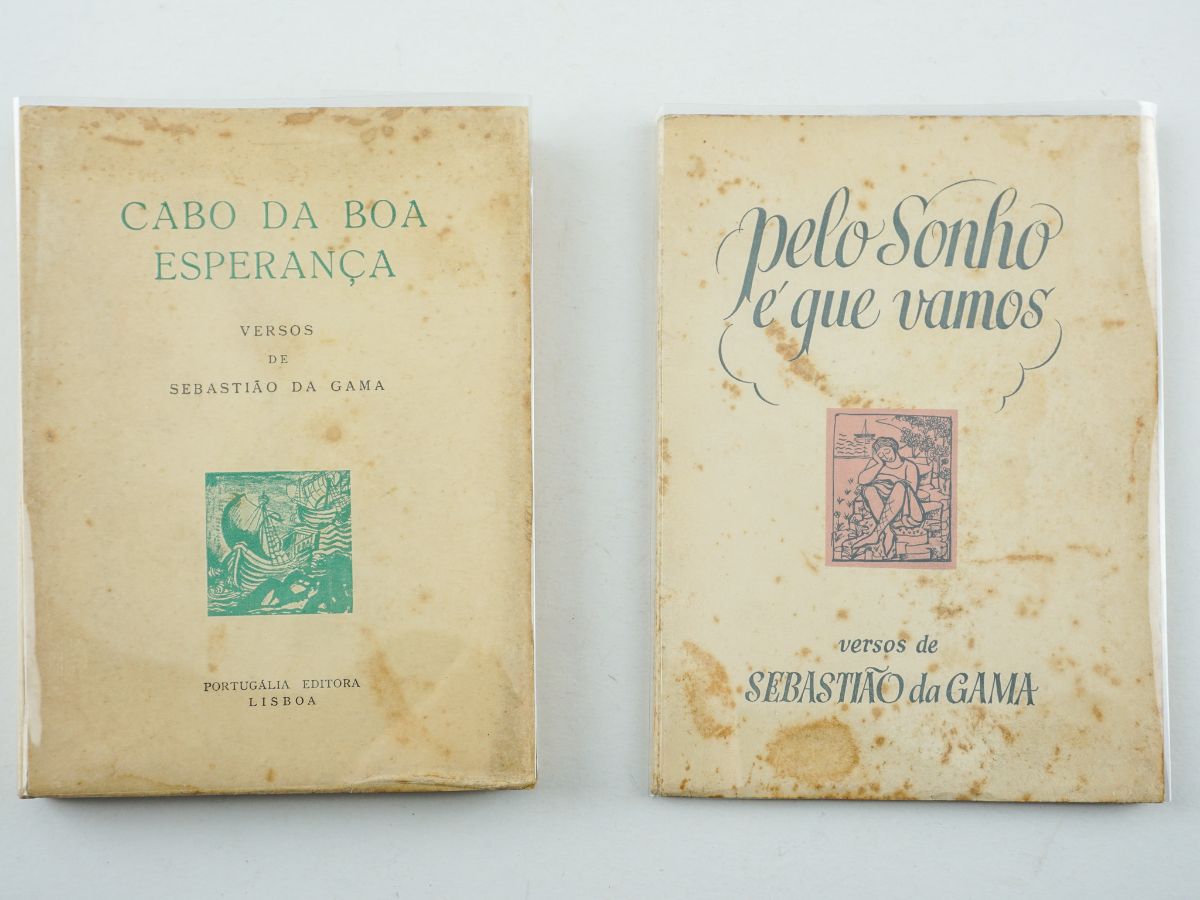 CABO DA BOA
ESPERANÇA
VERSOS
DE
SEBASTIÃO DA GAMA
PORTUGÁLIA EDITORA
LISBOA
pelo Sonho
é que vamos
versos de
SEBASTIÃO da GAMA